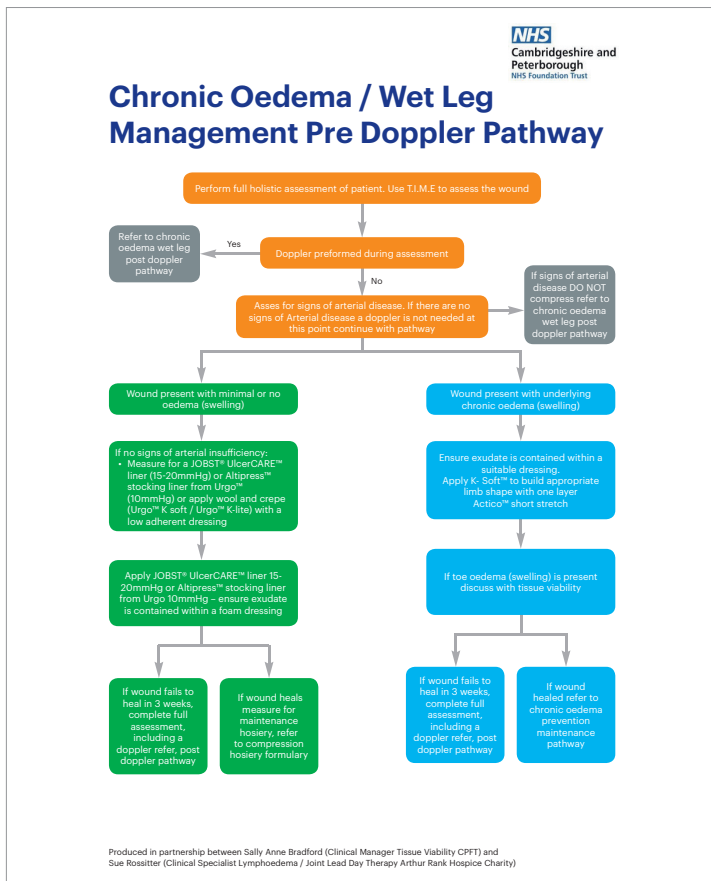 NHS
Cambridgeshire and
Peterborough
NHS Foundation Trust
Chronic Oedema / Wet Leg
Management Pre Doppler Pathway
Perform full holistic assessment of patient. Use T.I.M.E to assess the wound
Refer to chronic
oedema wet leg
post doppler
pathway
Yes
Doppler preformed during assessment
No
Asses for signs of arterial disease. If there are no
signs of Arterial disease a doppler is not needed at
this point continue with pathway
If signs of arterial
disease DO NOT
compress refer to
chronic oedema
wet leg post
doppler pathway
Wound present with minimal or no
oedema (swelling)
Wound present with underlying
chronic oedema (swelling)
If no signs of arterial insufficiency:
• Measure for a JOBST® UlcerCARE™
liner (15-20mmHg) or Altipress™
stocking liner from Urgo™
(10mmHg) or apply wool and crepe
(Urgo™ K soft / Urgo™ K-lite) with a
low adherent dressing
Ensure exudate is contained within a
suitable dressing.
Apply K- Soft™ to build appropriate
limb shape with one layer
Actico™ short stretch
Apply JOBST® UlcerCARE™ liner 15-
20mmHg or Altipress™ stocking liner
from Urgo 10mmHg – ensure exudate
is contained within a foam dressing
If toe oedema (swelling) is present
discuss with tissue viability
If wound fails to
heal in 3 weeks,
complete full
assessment,
including a
doppler refer, post
doppler pathway
If wound heals
measure for
maintenance
hosiery, refer
to compression
hosiery formulary
If wound fails to
heal in 3 weeks,
complete full
assessment,
including a
doppler refer, post
doppler pathway
If wound
healed refer to
chronic oedema
prevention
maintenance
pathway
Produced in partnership between Sally Anne Bradford (Clinical Manager Tissue Viability CPFT) and
Sue Rossitter (Clinical Specialist Lymphoedema / Joint Lead Day Therapy Arthur Rank Hospice Charity)